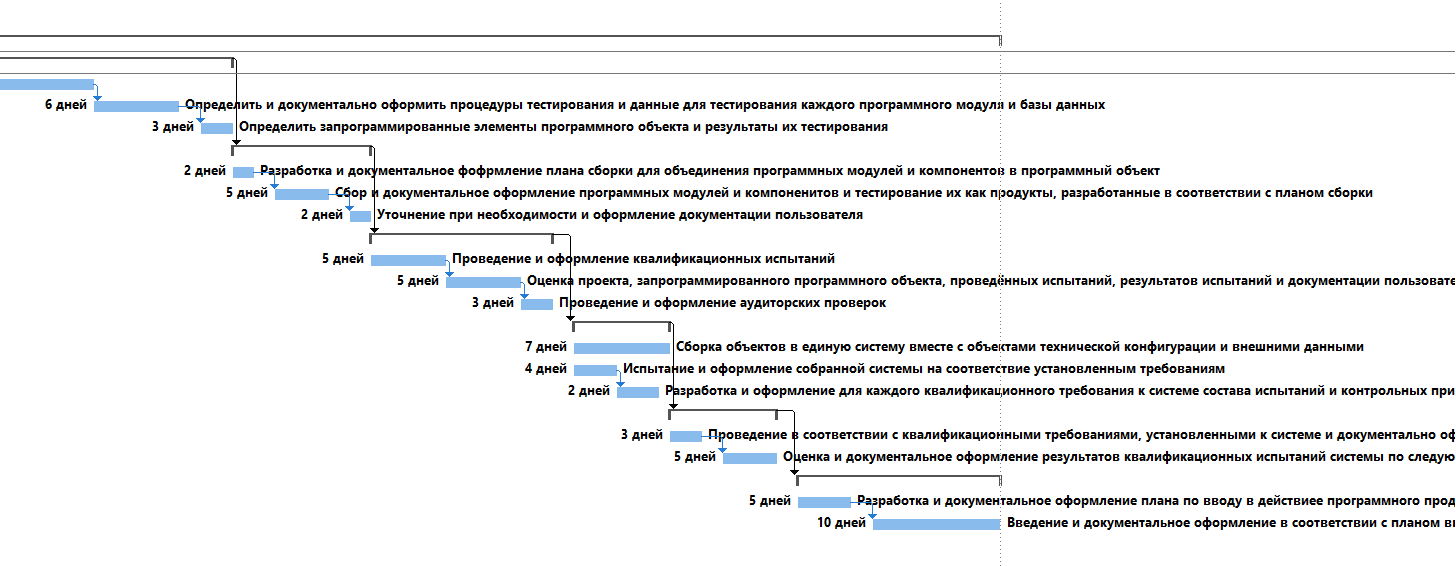 6 дней Определить и документально оформить процедуры тестирования и данные для тестирования каждого программного модуля и базы данных
3 дней Определить запрограммированные элементы программного объекта и результаты их тестирования
2 дней Разработка и документальное фофрмление плана сборки для объединения программных модулей и компонентов в программный объект
5 дней Сбор и документальное оформление программных модулей и компоненитов и тестирование их как продукты, разработанные в соответствии с планом сборки
2 дней Уточнение при необходимости и оформление документации пользователя
5 дней Проведение и оформление квалификационных испытаний
5 дней Оценка проекта, запрограммированного программного объекта, проведённых испытаний, результатов испытаний и документации пользовате
3 дней Проведение и оформление аудиторских проверок
7 дней Сборка объектов в единую систему вместе с объектами технической конфигурации и внешними данными
4 дней Испытание и оформление собранной системы на соответствие установленным требованиям
2 дней Разработка и оформление для каждого квалификационного требования к системе состава испытаний и контрольных при
3 дней Проведение в соответствии с квалификационными требованиями, установленными к системе и документально оф
5 дней Оценка и документальное оформление результатов квалификационных испытаний системы по следую
5 дней Разработка и документальное оформление плана по вводу в действиее программного прод
10 дней Введение и документальное оформление в соответствии с планом вв